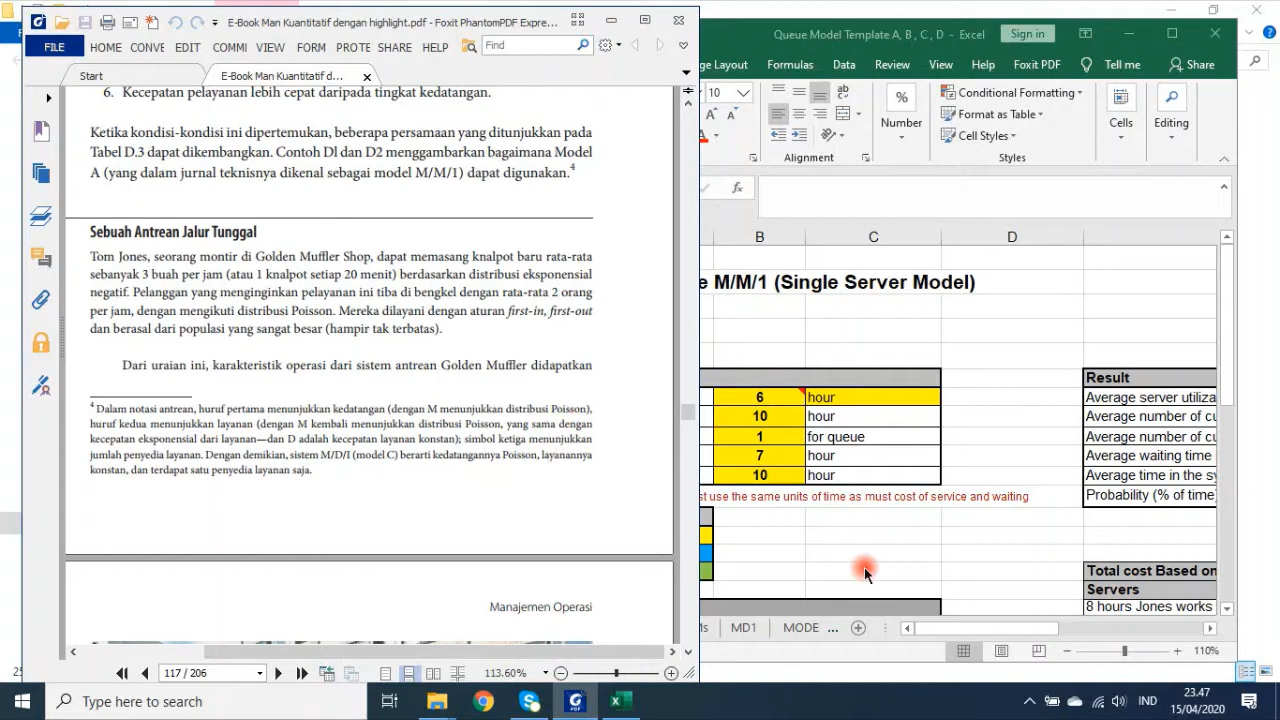 E-Book Man Kuantitatif dengan highlight.pdf - Foxit PhantomPDF Expre...
FILE HOME CONVE EDIT COMMI VIEW FORM PROTE SHARE HELP Find
Start E-Book Man Kuantitatif d...
6. Kecepatan pelayanan lebih cepat daripada tingkat kedatangan.
Ketika kondisi-kondisi ini dipertemukan, beberapa persamaan yang ditunjukkan pada
Tabel D.3 dapat dikembangkan. Contoh Dl dan D2 menggambarkan bagaimana Model
A (yang dalam jurnal teknisnya dikenal sebagai model M/M/1) dapat digunakan.4
Sebuah Antrean Jalur Tunggal
Tom Jones, seorang montir di Golden Muffler Shop, dapat memasang knalpot baru rata-rata
sebanyak 3 buah per jam (atau 1 knalpot setiap 20 menit) berdasarkan distribusi eksponensial
negatif. Pelanggan yang menginginkan pelayanan ini tiba di bengkel dengan rata-rata 2 orang
per jam, dengan mengikuti distribusi Poisson. Mereka dilayani dengan aturan first-in, first-out
dan berasal dari populasi yang sangat besar (hampir tak terbatas).
Dari uraian ini, karakteristik operasi dari sistem antrean Golden Muffler didapatkan
4 Dalam notasi antrean, huruf pertama menunjukkan kedatangan (dengan M menunjukkan distribusi Poisson),
huruf kedua menunjukkan layanan (dengan M kembali menunjukkan distribusi Poisson, yang sama dengan
kecepatan eksponensial dari layanan—dan D adalah kecepatan layanan konstan); simbol ketiga menunjukkan
jumlah penyedia layanan. Dengan demikian, sistem M/D/I (model C) berarti kedatangannya Poisson, layanannya
konstan, dan terdapat satu penyedia layanan saja.
Manajemen Operasi
117 / 206 113.60%
Queue Model Template A, B , C , D - Excel Sign in
ge Layout Formulas Data Review View Help Foxit PDF Tell me Share
10
Number
Conditional Formatting
Format as Table
Cell Styles
Cells
Editing
Alignment Styles
fx
B C D
e M/M/1 (Single Server Model)
6 hour
10 hour
1 for queue
7 hour
10 hour
st use the same units of time as must cost of service and waiting
Result
Average server utiliza
Average number of cu
Average number of cu
Average waiting time
Average time in the sy
Probability (% of time)
Total cost Based on
Servers
8 hours Jones works
Ms MD1 MODE ...
110%
Type here to search
IND
23.47
15/04/2020